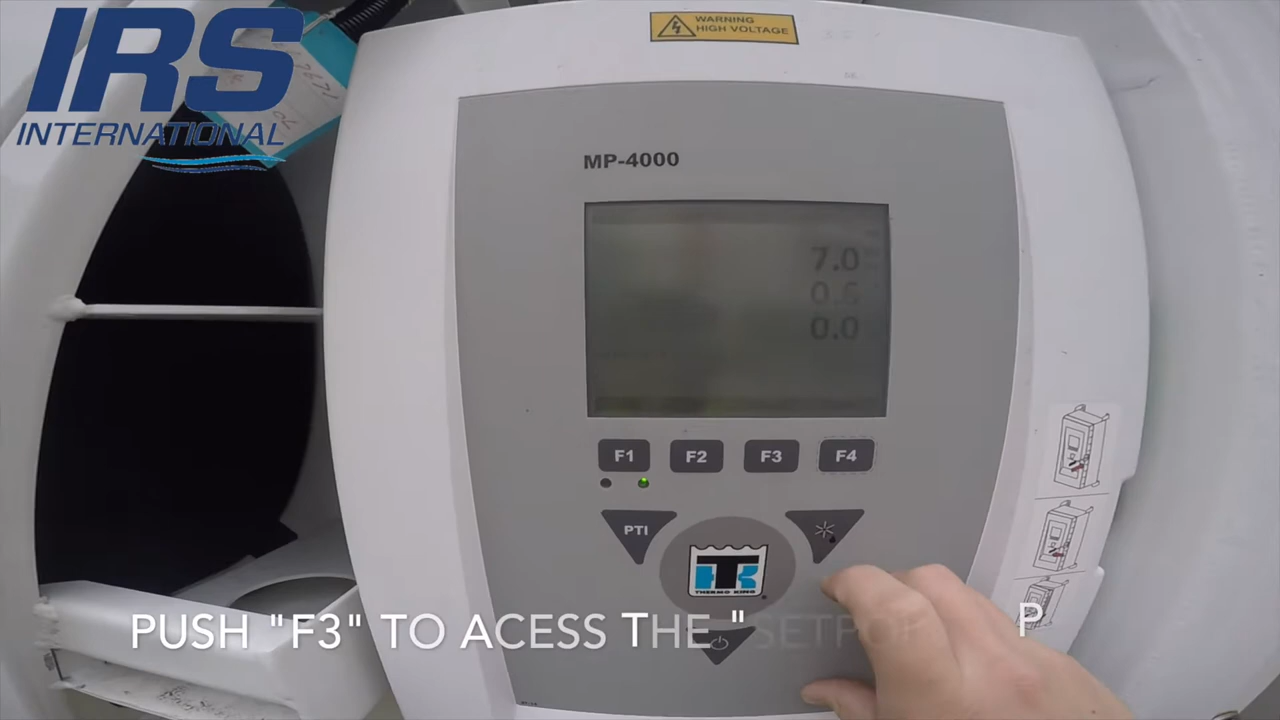 IRS
INTERNATIONAL
WARNING
HIGH VOLTAGE
MP-4000
7.0
0.0
F1 F2 F3 F4
PTI
THERMO KING
PUSH "F3" TO ACESS THE "SETPO P